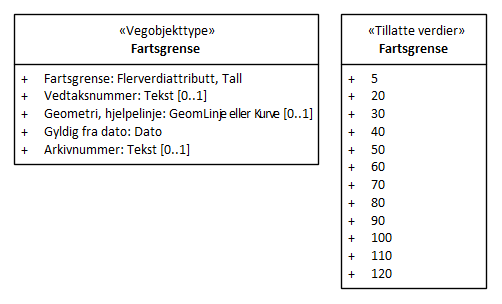 «Vegobjekttype»
Fartsgrense
+ Fartsgrense: Flerverdiattributt, Tall
+ Vedtaksnummer: Tekst [0..1]
+ Geometri, hjelpelinje: GeomLinje eller Kurve [0..1]
+ Gyldig fra dato: Dato
+ Arkivnummer: Tekst [0..1]
«Tillatte verdier»
Fartsgrense
+ 5
+ 20
+ 30
+ 40
+ 50
+ 60
+ 70
+ 80
+ 90
+ 100
+ 110
+ 120